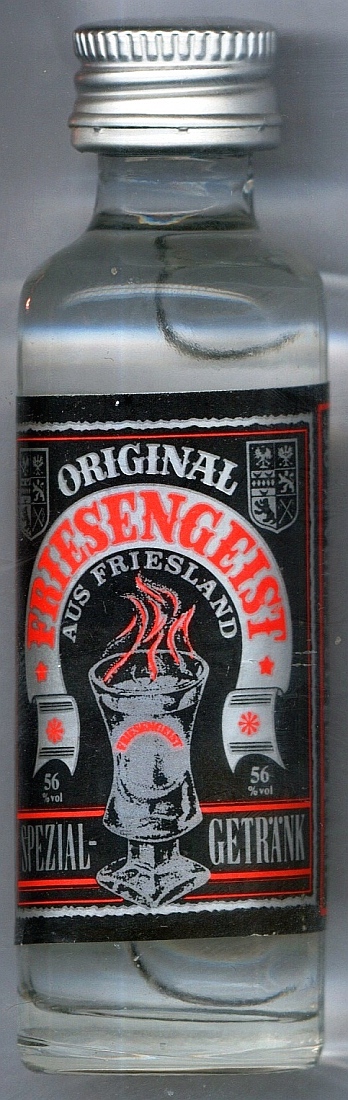 ORIGINAL
FRIESENGEIST
AUS FRIESLAND
FRIESENGEIST
56
% vol
56
% vol
SPEZIAL-
GETRÄNK